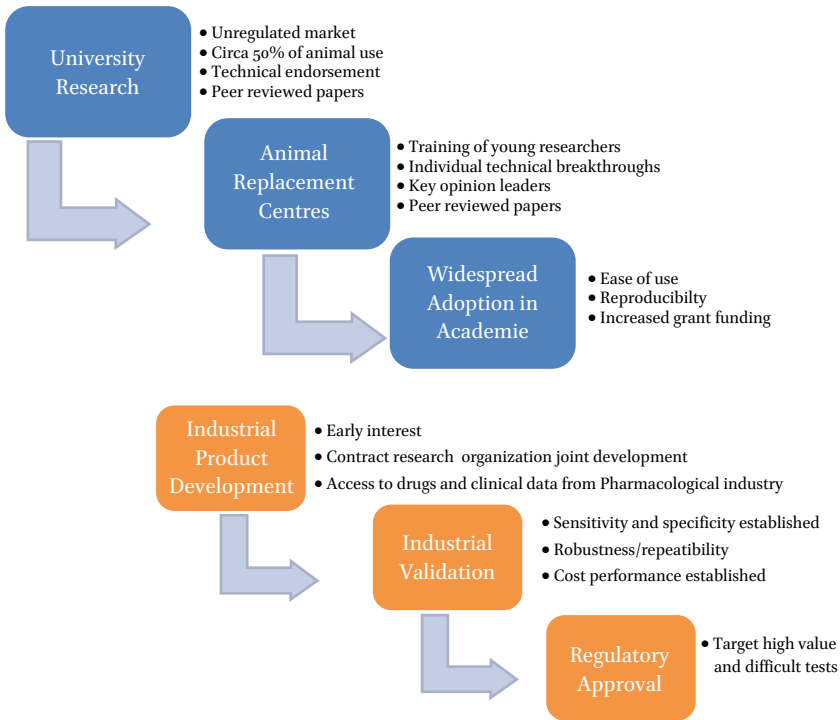 University
Research
• Unregulated market
• Circa 50% of animal use
• Technical endorsement
• Peer reviewed papers
Animal
Replacement
Centres
• Training of young researchers
• Individual technical breakthroughs
• Key opinion leaders
• Peer reviewed papers
Widespread
Adoption in
Academie
• Ease of use
• Reproducibilty
• Increased grant funding
Industrial
Product
Development
• Early interest
• Contract research organization joint development
• Access to drugs and clinical data from Pharmacological industry
Industrial
Validation
• Sensitivity and specificity established
• Robustness/repeatibility
• Cost performance established
Regulatory
Approval
• Target high value
and difficult tests